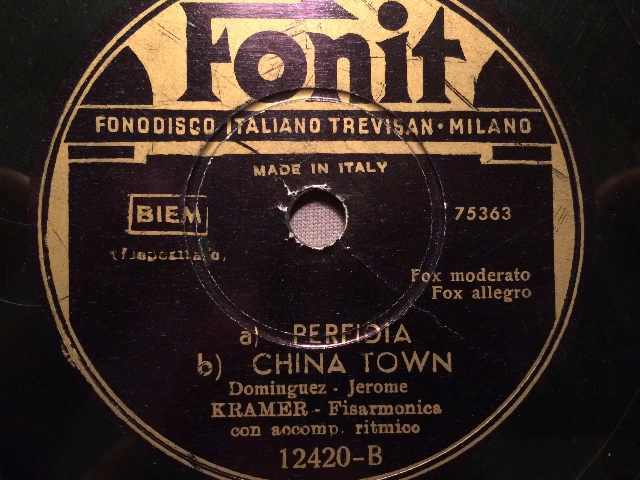 Fonit
FONODISCO ITALIANO TREVISAN • MILANO
MADE IN ITALY
BIEM
75363
Fox moderato
Fox allegro
a) PERFIDIA
b) CHINA TOWN
Dominguez - Jerome
KRAMER - Fisarmonica
con accomp. ritmico
12420-B